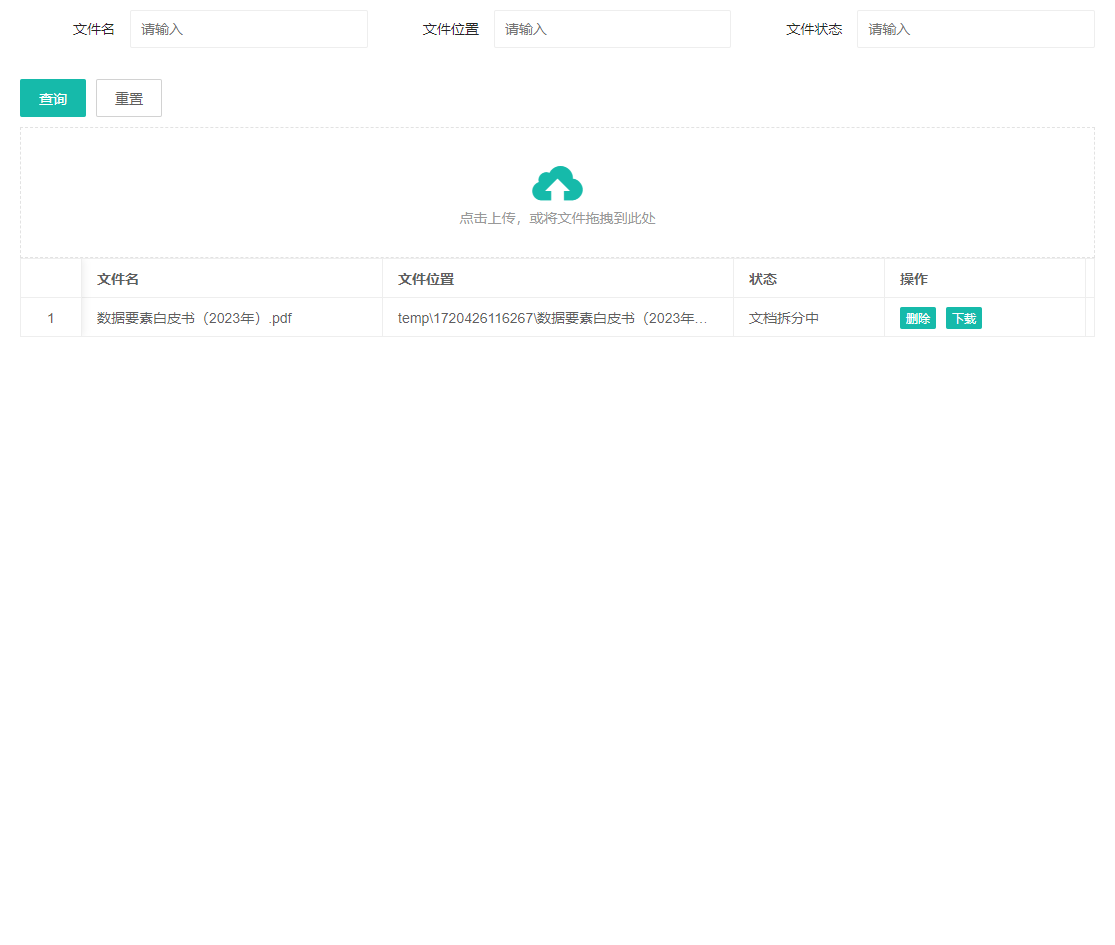 文件名 请输入 文件位置 请输入 文件状态 请输入
查询 重置
点击上传，或将文件拖拽到此处
文件名 文件位置 状态 操作
1 数据要素白皮书（2023年）.pdf temp\1720426116267\数据要素白皮书（2023年... 文档拆分中 删除 下载